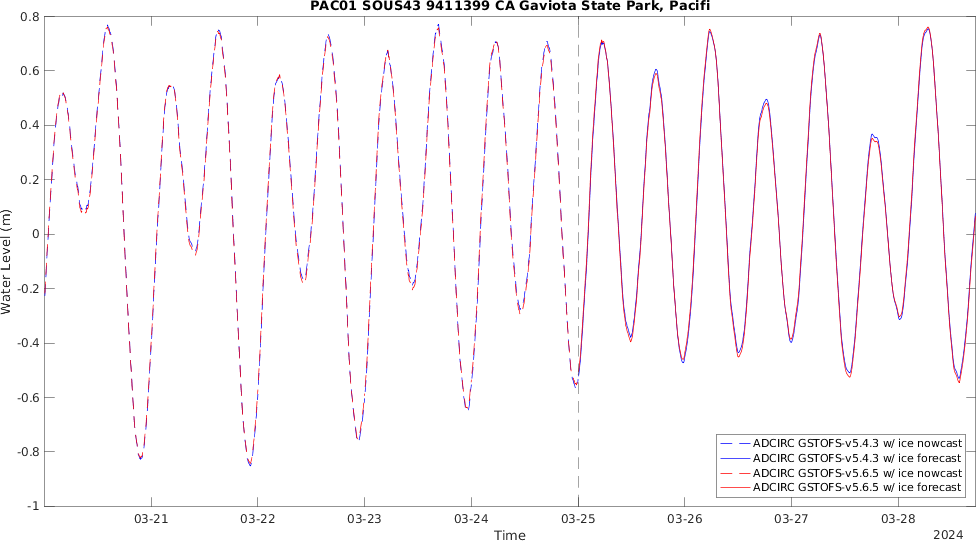 PAC01 SOUS43 9411399 CA Gaviota State Park, Pacifi
0.8
0.6
0.4
0.2
0
-0.2
-0.4
-0.6
-0.8
-1
Water Level (m)
ADCIRC GSTOFS-v5.4.3 w/ ice nowcast
ADCIRC GSTOFS-v5.4.3 w/ ice forecast
ADCIRC GSTOFS-v5.6.5 w/ ice nowcast
ADCIRC GSTOFS-v5.6.5 w/ ice forecast
03-21 03-22 03-23 03-24 03-25 03-26 03-27 03-28
Time
2024